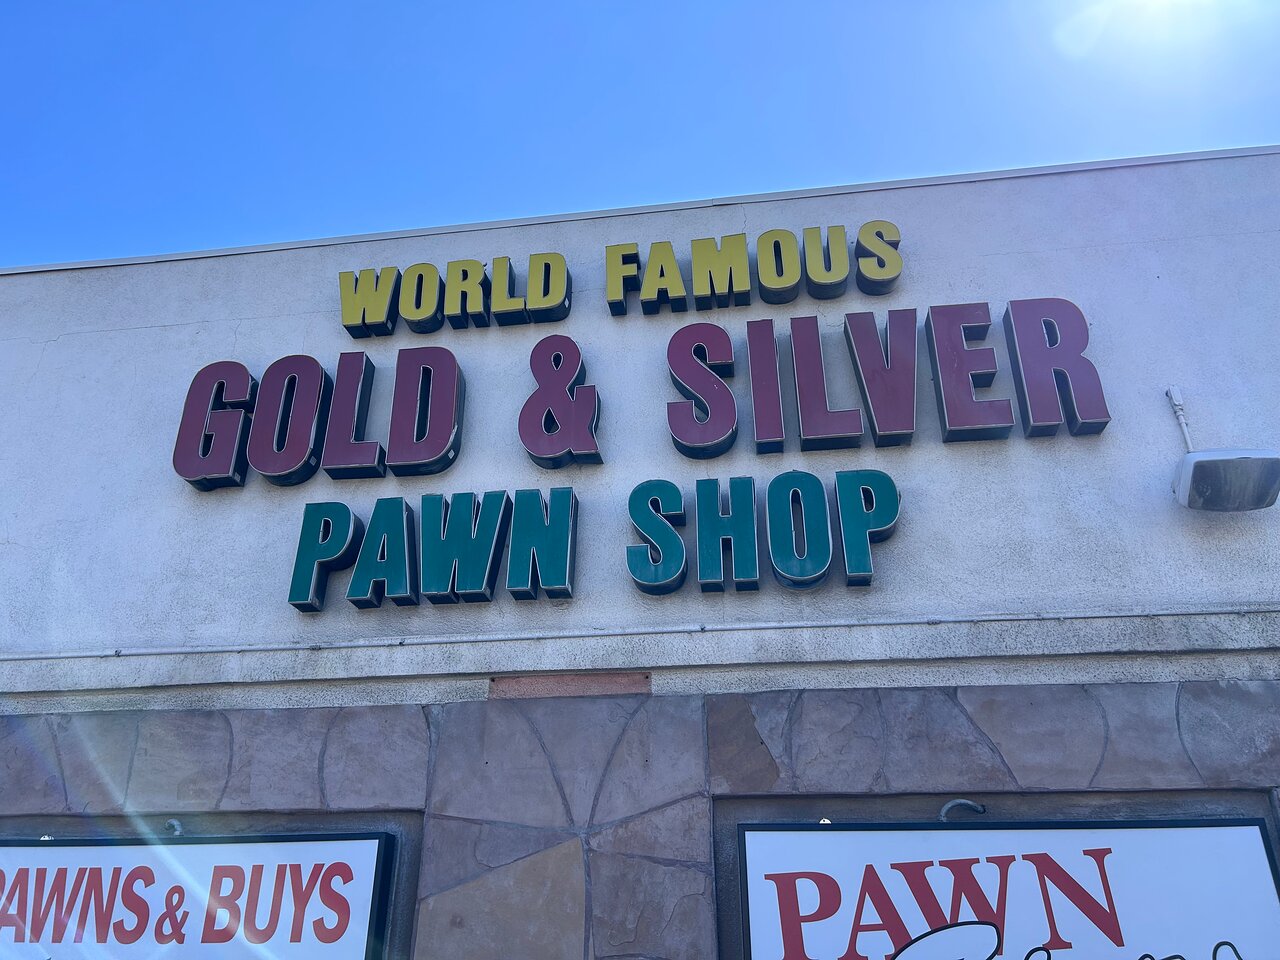 WORLD FAMOUS
GOLD & SILVER
PAWN SHOP
PAWNS & BUYS
PAWN